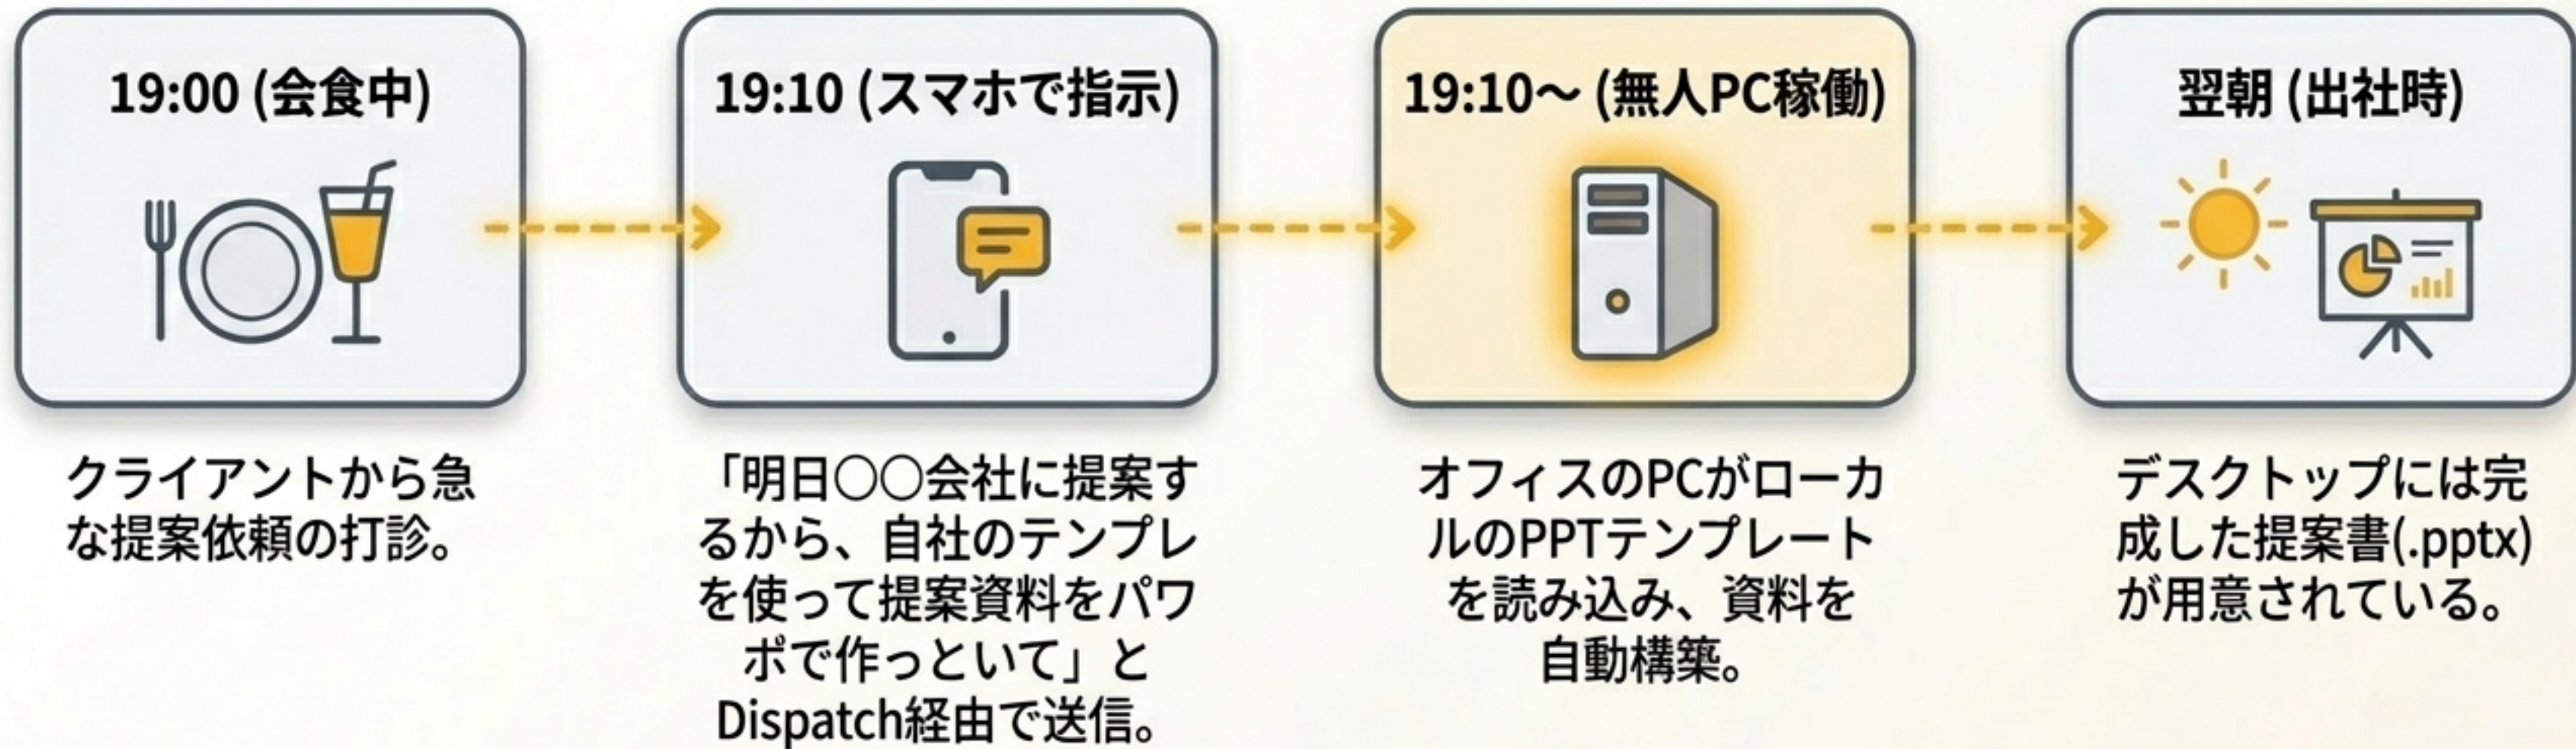 19:00 (会食中)
クライアントから急
な提案依頼の打診。
19:10 (スマホで指示)
「明日○○会社に提案す
るから、自社のテンプレ
を使って提案資料をパワ
ポで作っといて」と
Dispatch経由で送信。
19:10～ (無人PC稼働)
オフィスのPCがローカ
ルのPPTテンプレート
を読み込み、資料を
自動構築。
翌朝 (出社時)
デスクトップには完
成した提案書(.pptx)
が用意されている。